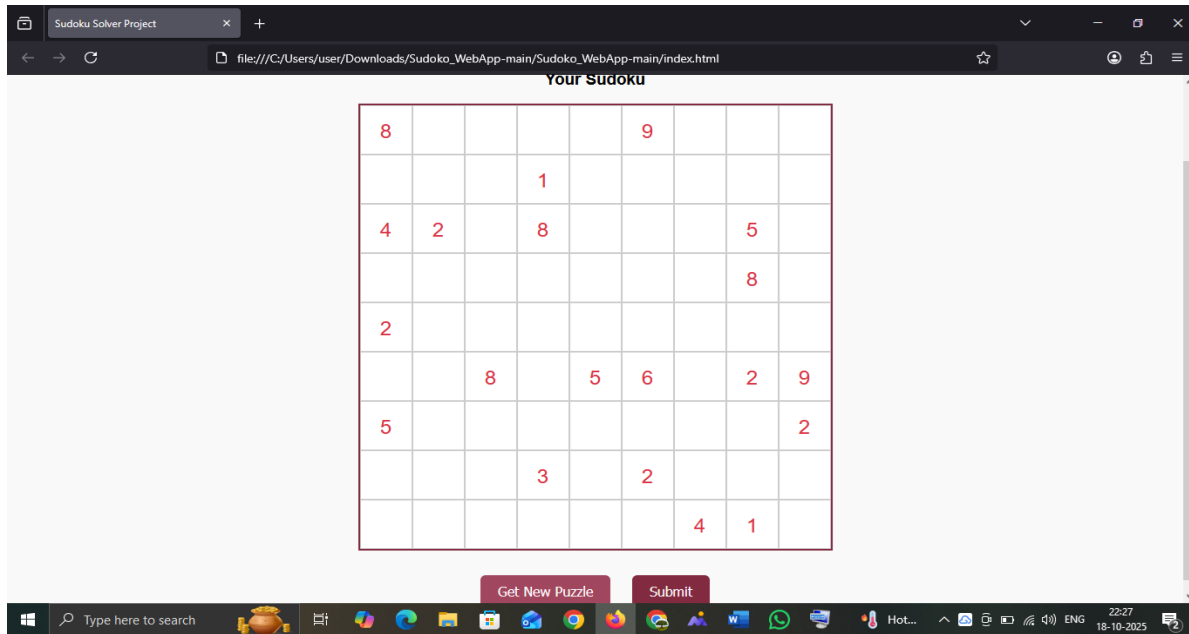 Sudoku Solver Project
file:///C:/Users/user/Downloads/Sudoko_WebApp-main/Sudoko_WebApp-main/index.html
Your Sudoku
8 9
1
4 2 8 5
8
2
8 5 6 2 9
5 2
3 2
4 1
Get New Puzzle Submit
Type here to search Hot... ENG 22:27
18-10-2025 2